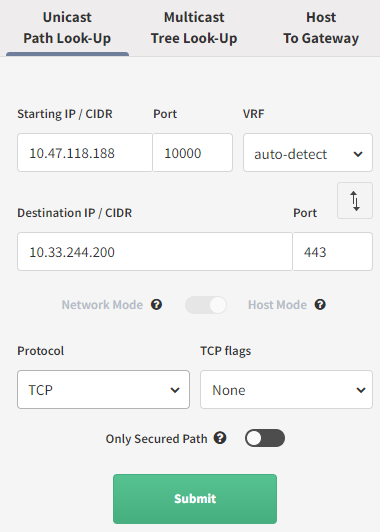 Unicast Multicast Host
Path Look-Up Tree Look-Up To Gateway
Starting IP / CIDR Port VRF
10.47.118.188 10000 auto-detect
Destination IP / CIDR Port
10.33.244.200 443
Network Mode ? Host Mode ?
Protocol TCP flags
TCP None
Only Secured Path ?
Submit